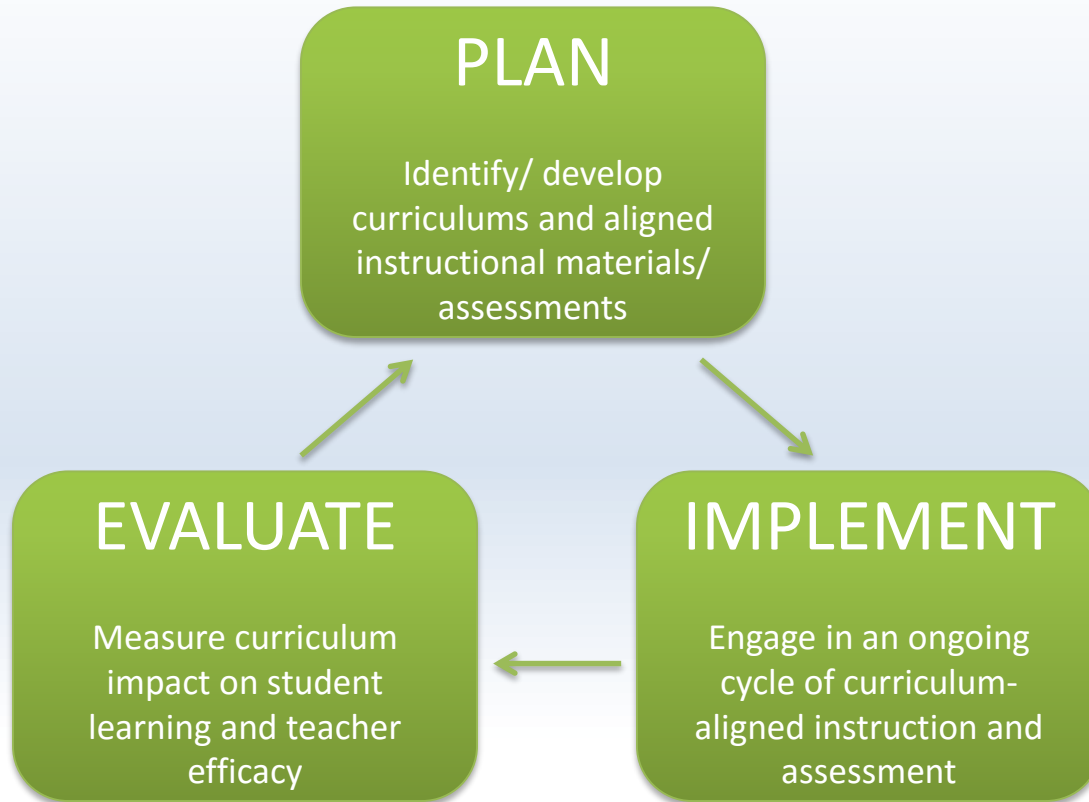 PLAN
Identify/ develop
curriculums and aligned
instructional materials/
assessments
EVALUATE
Measure curriculum
impact on student
learning and teacher
efficacy
IMPLEMENT
Engage in an ongoing
cycle of curriculum-
aligned instruction and
assessment